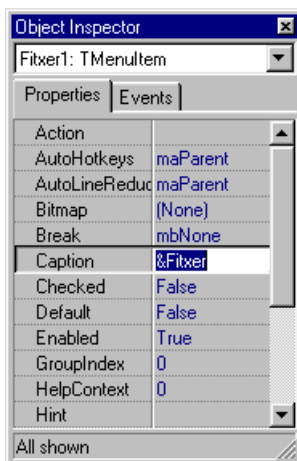 Object Inspector
Fitxer1: TMenuItem
Properties Events
Action
AutoHotkeys maParent
AutoLineReduc maParent
Bitmap (None)
Break mbNone
Caption &Fitxer
Checked False
Default False
Enabled True
GroupIndex 0
HelpContext 0
Hint
All shown